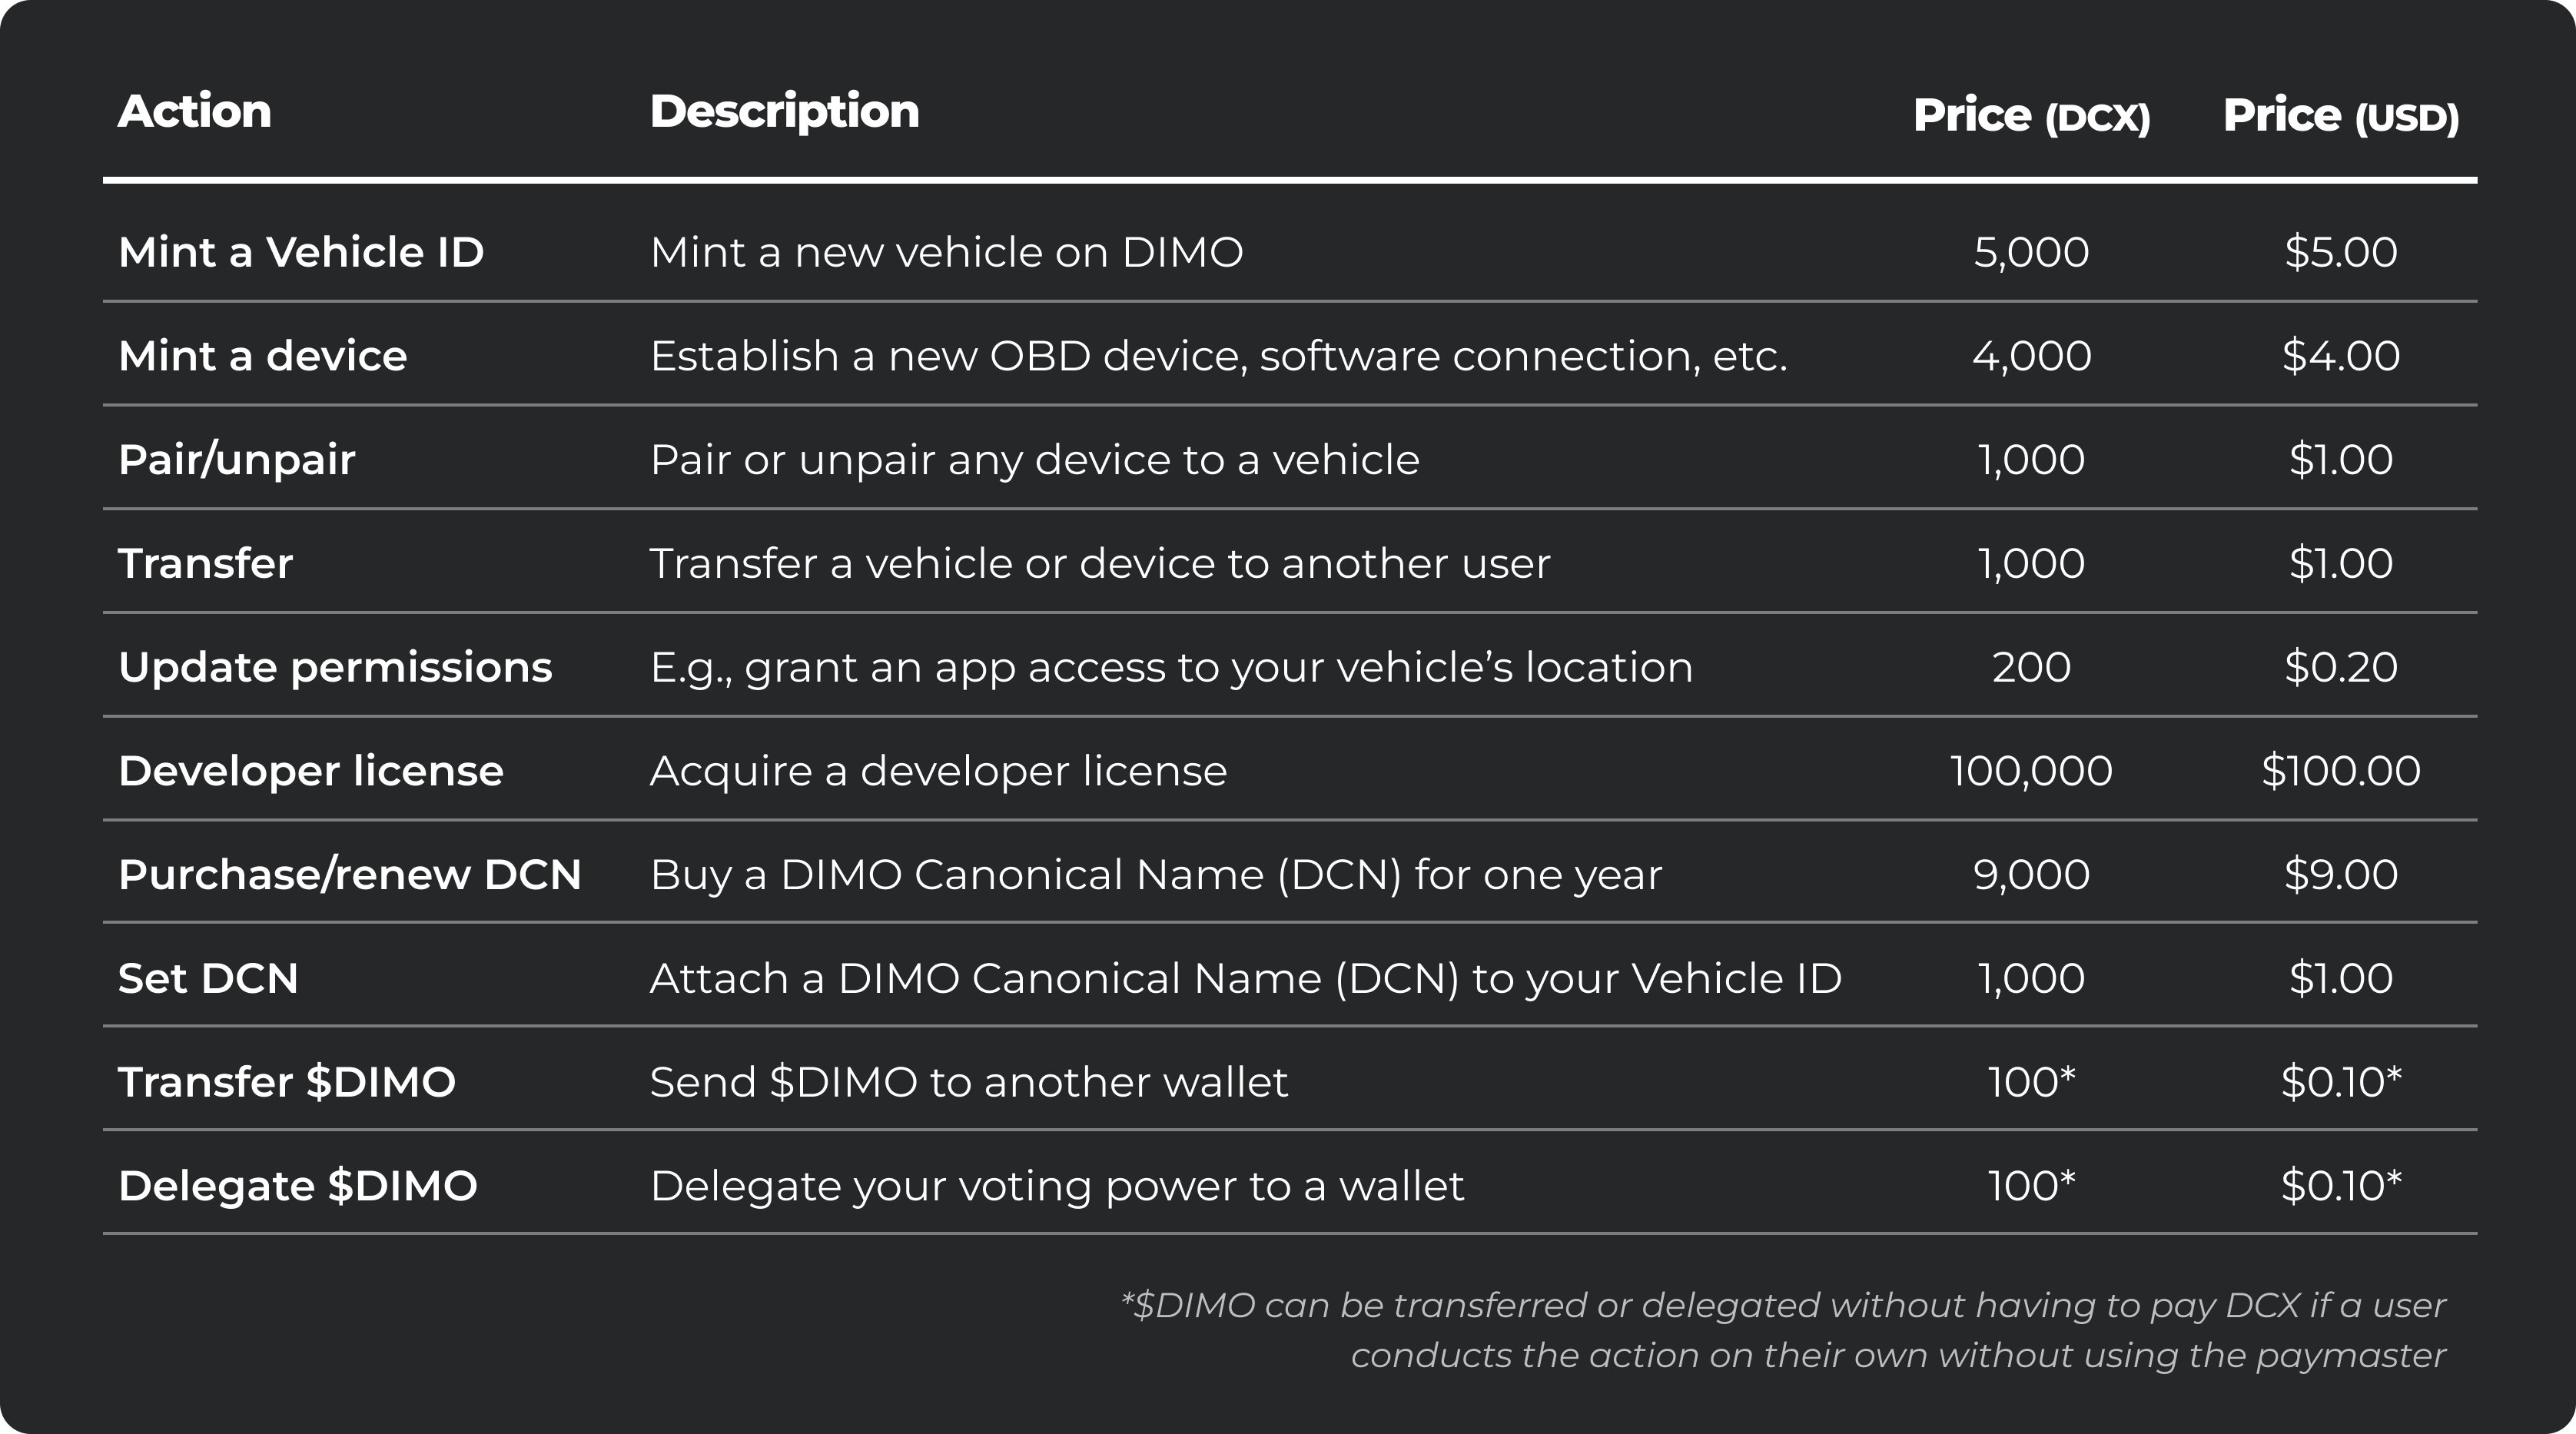 Action Description Price (DCX) Price (USD)
Mint a Vehicle ID Mint a new vehicle on DIMO 5,000 $5.00
Mint a device Establish a new OBD device, software connection, etc. 4,000 $4.00
Pair/unpair Pair or unpair any device to a vehicle 1,000 $1.00
Transfer Transfer a vehicle or device to another user 1,000 $1.00
Update permissions E.g., grant an app access to your vehicle’s location 200 $0.20
Developer license Acquire a developer license 100,000 $100.00
Purchase/renew DCN Buy a DIMO Canonical Name (DCN) for one year 9,000 $9.00
Set DCN Attach a DIMO Canonical Name (DCN) to your Vehicle ID 1,000 $1.00
Transfer $DIMO Send $DIMO to another wallet 100* $0.10*
Delegate $DIMO Delegate your voting power to a wallet 100* $0.10*
*$DIMO can be transferred or delegated without having to pay DCX if a user
conducts the action on their own without using the paymaster